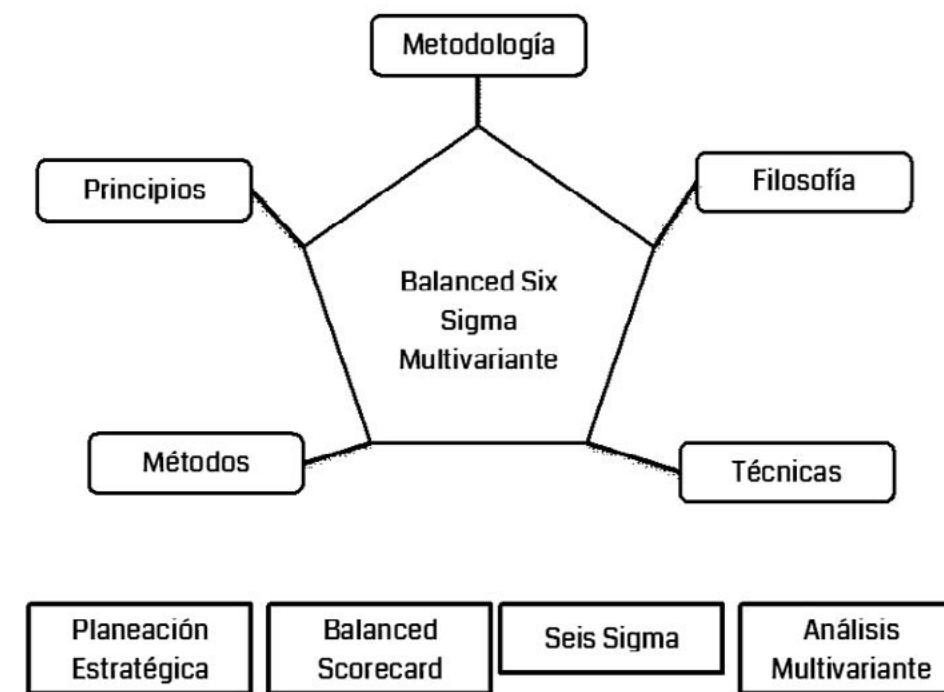 Metodología
Principios
Filosofía
Balanced Six
Sigma
Multivariante
Métodos
Técnicas
Planeación
Estratégica
Balanced
Scorecard
Seis Sigma
Análisis
Multivariante